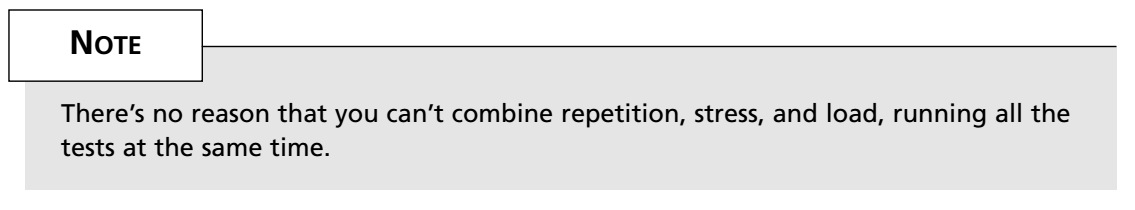 NOTE
There's no reason that you can't combine repetition, stress, and load, running all the
tests at the same time.